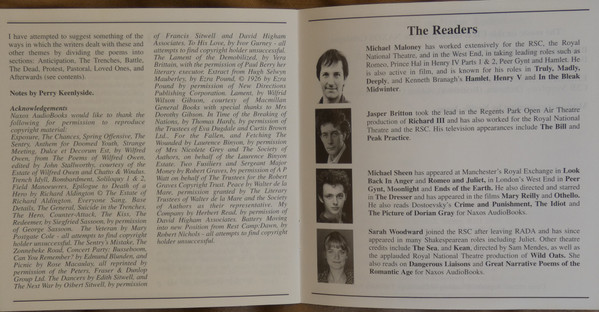 I have attempted to suggest something of the
ways in which the writers dealt with these and
other themes by dividing the poems into
sections: Anticipation, The Trenches, Battle,
The Dead, Protest, Pastoral, Loved Ones, and
Afterwards (see contents).
Notes by Perry Keenlyside.
Acknowledgements
Naxos AudioBooks would like to thank the
following for permission to reproduce
copyright material:
Exposure, The Chances, Spring Offensive, The
Sentry, Anthem for Doomed Youth, Strange
Meeting, Dulce et Decorum Est, by Wilfred
Owen, from The Poems of Wilfred Owen,
edited by John Stallworthy, courtesy of the
Estate of Wilfred Owen and Chatto & Windus.
Trench Idyll, Bombardment, Soliloquy 1 & 2,
Field Manoeuvres, Epilogue to Death of a
Hero by Richard Aldington © The Estate of
Richard Aldington. Everyone Sang, Base
Details, The General, Suicide in the Trenches,
The Hero, Counter-Attack, The Kiss, The
Redeemer, by Siegfried Sassoon, by permission
of George Sassoon. The Veteran by Mary
Postgate Cole - all attempts to find copyright
holder unsuccessful. The Sentry's Mistake, The
Zonnebeke Road, Concert Party: Busseboom,
Can You Remember? by Edmund Blunden, and
Picnic by Rose Macaulay, all reprinted by
permission of the Peters, Fraser & Dunlop
Group Ltd. The Dancers by Edith Sitwell, and
The Next War by Osbert Sitwell, by permission
of Francis Sitwell and David Higham
Associates. To His Love, by Ivor Gurney - all
attempts to find copyright holder unsuccessful.
The Lament of the Demobilized, by Vera
Brittain, with the permission of Paul Berry her
literary executor. Extract from Hugh Selwyn
Mauberley, by Ezra Pound, © 1926 by Ezra
Pound by permission of New Directions
Publishing Corporation. Lament, by Wilfrid
Wilson Gibson, courtesy of Macmillan
General Books with special thanks to Mrs
Dorothy Gibson. In Time of the Breaking of
Nations, by Thomas Hardy, by permission of
the Trustees of Eva Dugdale and Curtis Brown
Ltd.. For the Fallen, and Fetching The
Wounded by Laurence Binyon, by permission
of Mrs Nicolete Grey and The Society of
Authors, on behalf of the Laurence Binyon
Estate. Two Fusiliers and Sergeant Major
Money by Robert Graves, by permission of A P
Watt on behalf of The Trustees for the Robert
Graves Copyright Trust. Peace by Walter de la
Mare, permission granted by The Literary
Trustees of Walter de la Mare and the Society
of Authors as their representative. My
Company by Herbert Read, by permission of
David Higham Associates. Battery Moving
into new Position from Rest Camp Dawn, by
Robert Nichols - all attempts to find copyright
holder unsuccessful.
The Readers
Michael Maloney has worked extensively for the RSC, the Royal
National Theatre, and in the West End, in taking leading roles such as
Romeo, Prince Hal in Henry IV Parts 1 & 2, Peer Gynt and Hamlet. He
is also active in film, and is known for his roles in Truly, Madly,
Deeply, and Kenneth Branagh's Hamlet, Henry V and In the Bleak
Midwinter
Jasper Britton took the lead in the Regents Park Open Air Theatre
production of Richard III and has also worked for the Royal National
Theatre and the RSC. His television appearances include The Bill and
Peak Practice.
Michael Sheen has appeared at Manchester's Royal Exchange in Look
Back In Anger and Romeo and Juliet, in London's West End in Peer
Gynt, Moonlight and Ends of the Earth. He also directed and starred
in The Dresser and has appeared in the films Mary Reilly and Othello.
He also reads Dostoevsky's Crime and Punishment, The Idiot and
The Picture of Dorian Gray for Naxos AudioBooks.
Sarah Woodward joined the RSC after leaving RADA and has since
appeared in many Shakespearean roles including Juliet. Other theatre
credits include The Sea, and Kean, directed by Sam Mendes, as well as
the applauded Royal National Theatre production of Wild Oats. She
also reads on Dangerous Liaisons and Great Narrative Poems of the
Romantic Age for Naxos AudioBooks.